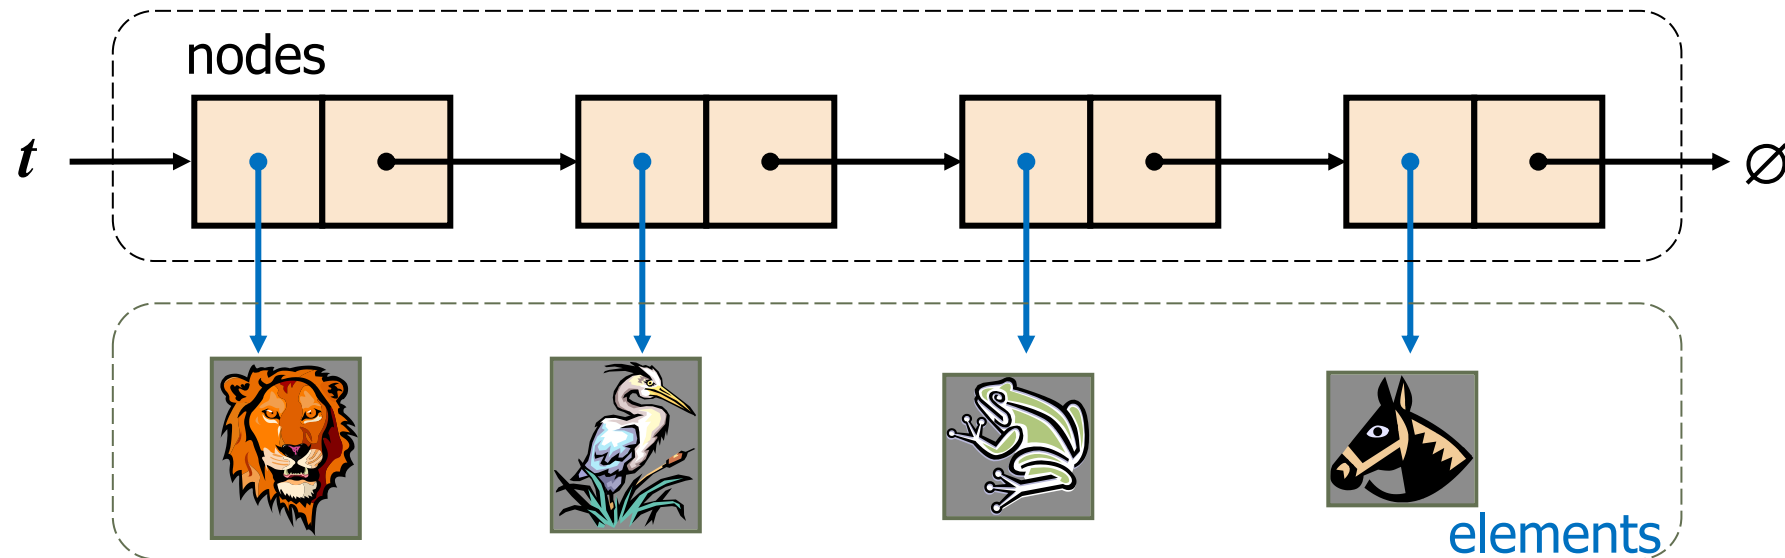 nodes
t
∅
elements